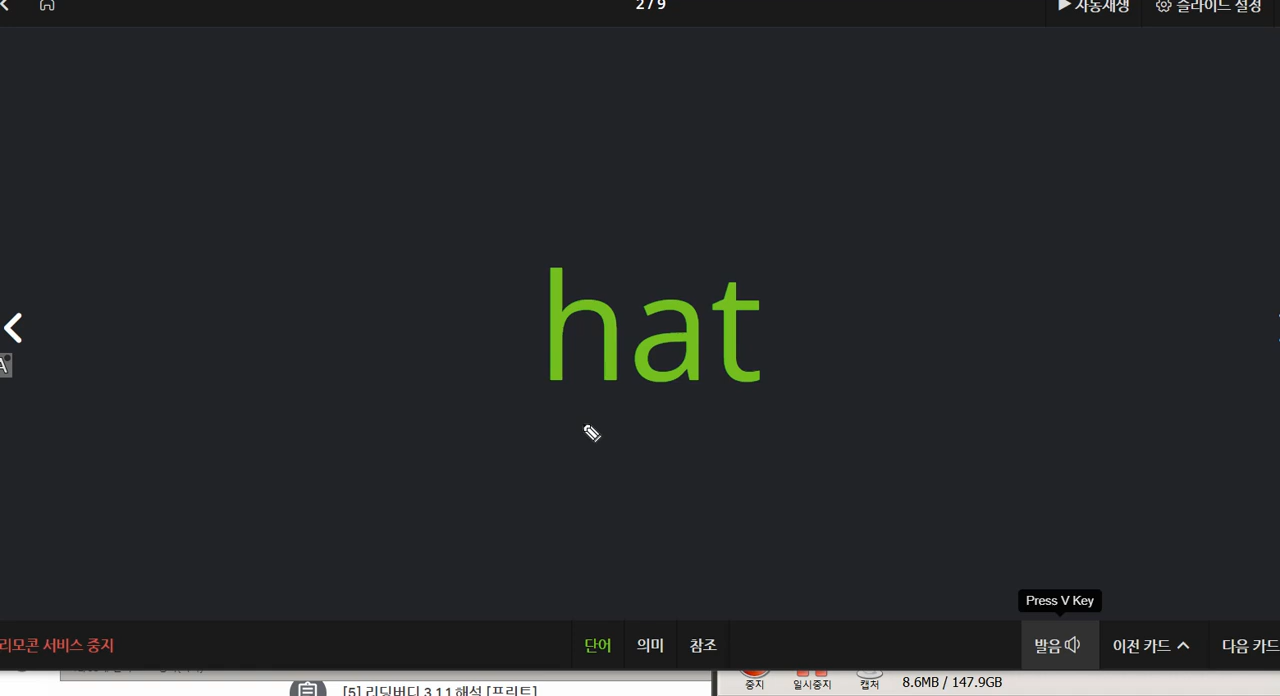 2 / 9
▶ 자동재생
슬라이드 설정
hat
A
Press V Key
리모콘 서비스 중지
단어
의미
참조
발음
이전 카드
다음 카드
[5] 리딩버디 3 1 1 해설 [프린트]
중지
일시중지
캡처
8.6MB / 147.9GB